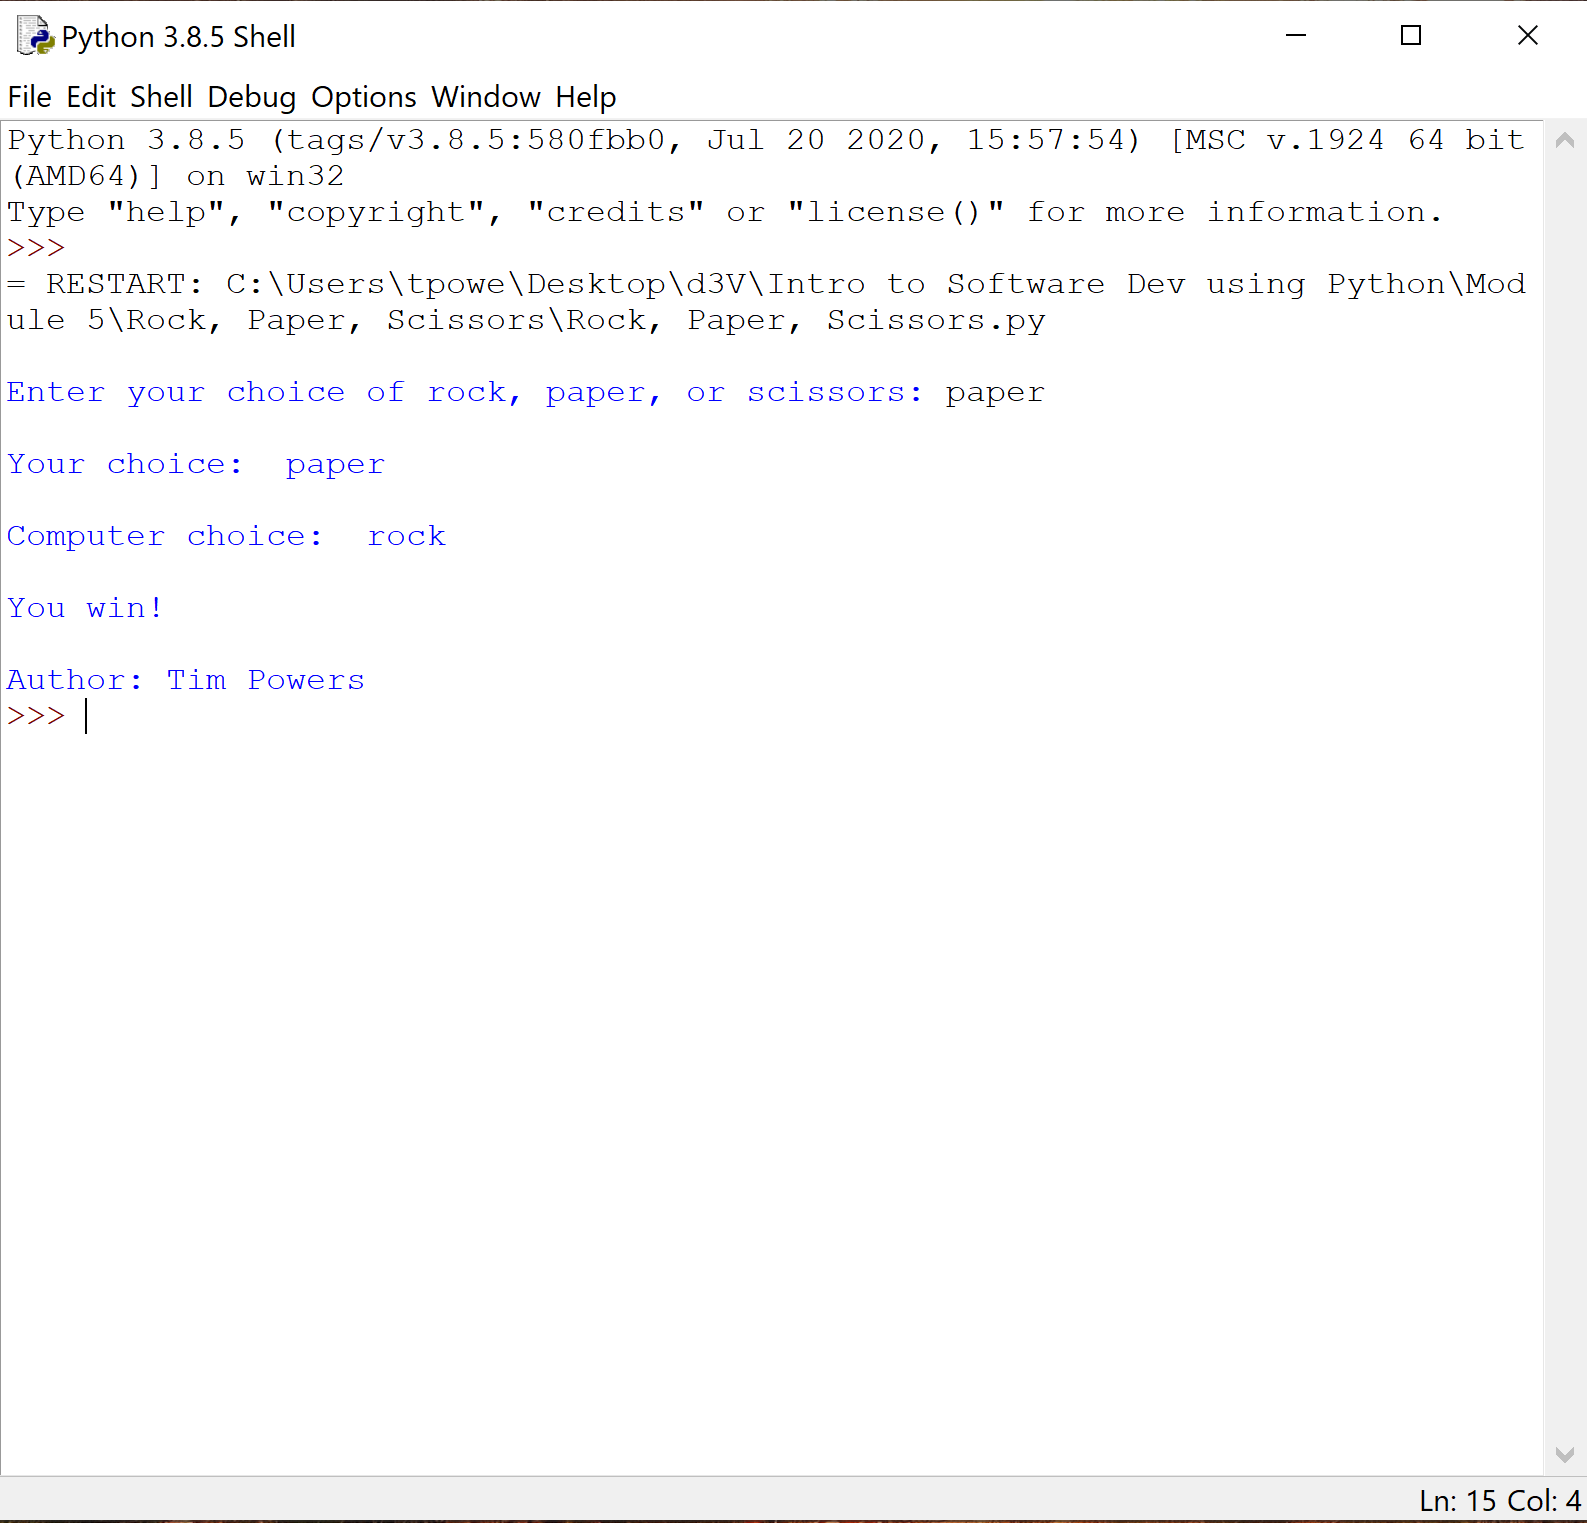 Python 3.8.5 Shell
File Edit Shell Debug Options Window Help
Python 3.8.5 (tags/v3.8.5:580fbb0, Jul 20 2020, 15:57:54) [MSC v.1924 64 bit
(AMD64)] on win32
Type "help", "copyright", "credits" or "license()" for more information.
>>>
= RESTART: C:\Users\tpowe\Desktop\d3V\Intro to Software Dev using Python\Mod
ule 5\Rock, Paper, Scissors\Rock, Paper, Scissors.py
Enter your choice of rock, paper, or scissors: paper
Your choice:  paper
Computer choice:  rock
You win!
Author: Tim Powers
>>>
Ln: 15 Col: 4